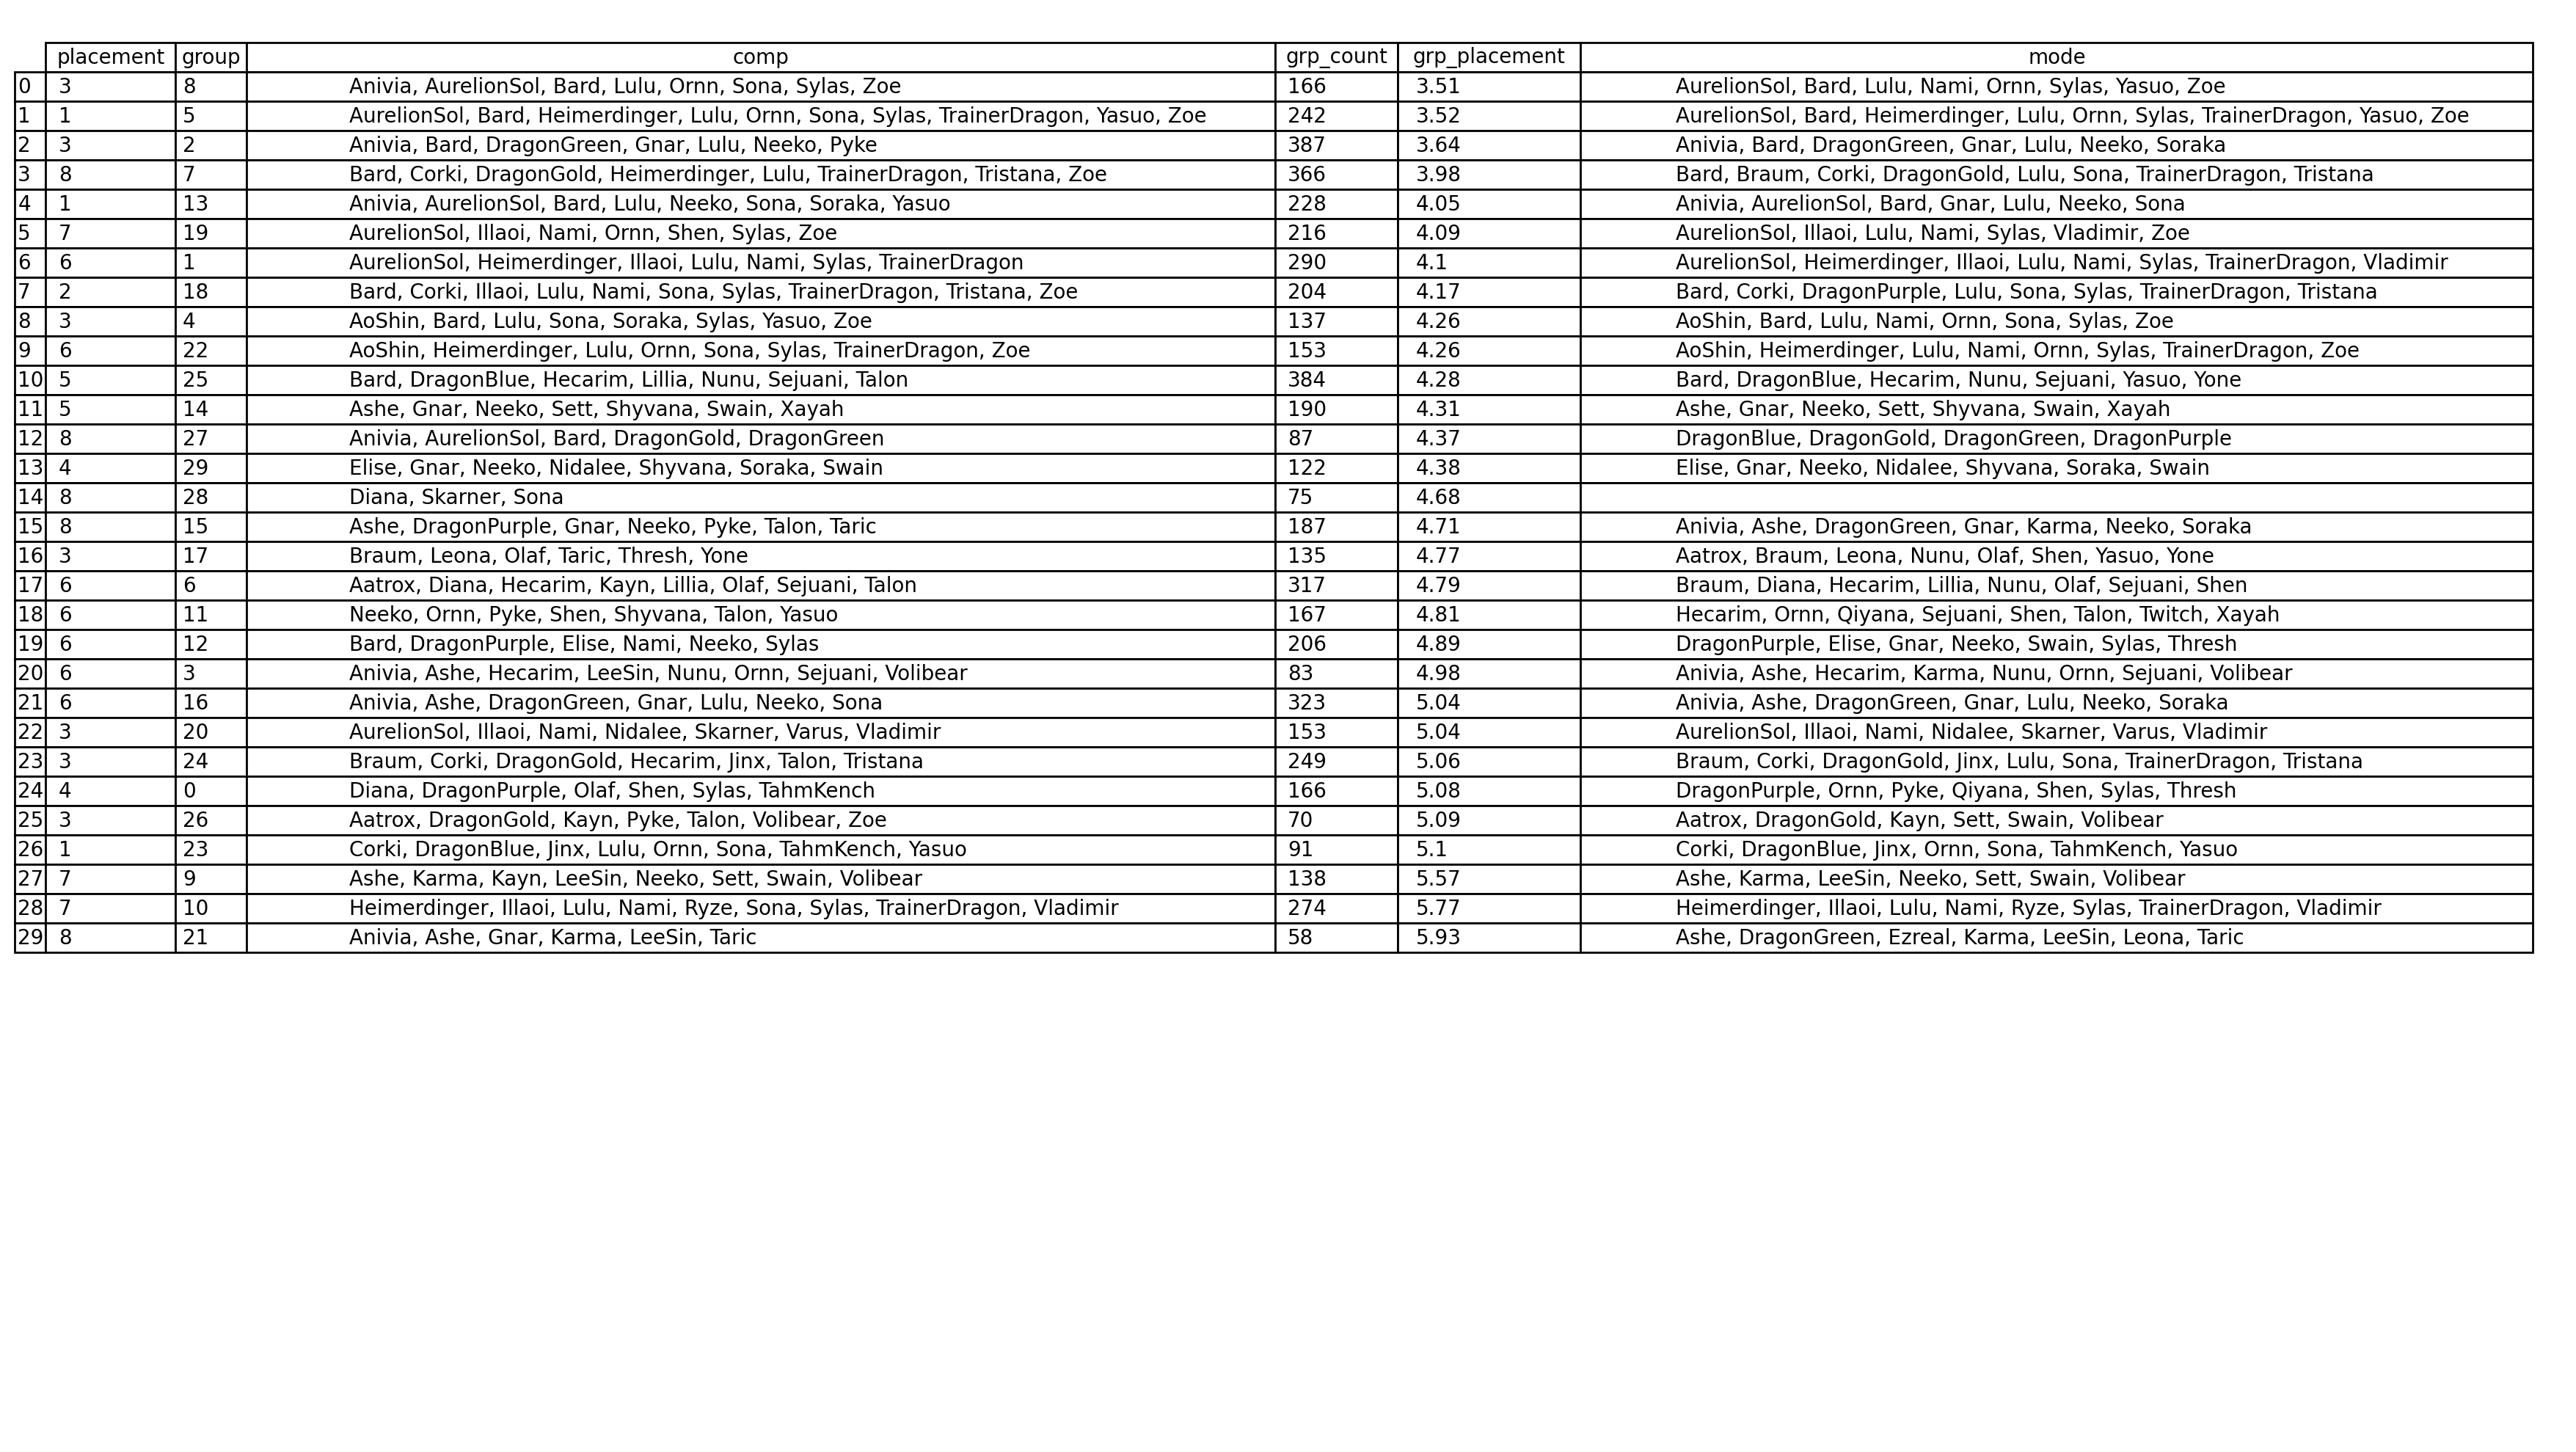 placement group comp grp_count grp_placement mode
0 3 8 Anivia, AurelionSol, Bard, Lulu, Ornn, Sona, Sylas, Zoe 166 3.51 AurelionSol, Bard, Lulu, Nami, Ornn, Sylas, Yasuo, Zoe
1 1 5 AurelionSol, Bard, Heimerdinger, Lulu, Ornn, Sona, Sylas, TrainerDragon, Yasuo, Zoe 242 3.52 AurelionSol, Bard, Heimerdinger, Lulu, Ornn, Sylas, TrainerDragon, Yasuo, Zoe
2 3 2 Anivia, Bard, DragonGreen, Gnar, Lulu, Neeko, Pyke 387 3.64 Anivia, Bard, DragonGreen, Gnar, Lulu, Neeko, Soraka
3 8 7 Bard, Corki, DragonGold, Heimerdinger, Lulu, TrainerDragon, Tristana, Zoe 366 3.98 Bard, Braum, Corki, DragonGold, Lulu, Sona, TrainerDragon, Tristana
4 1 13 Anivia, AurelionSol, Bard, Lulu, Neeko, Sona, Soraka, Yasuo 228 4.05 Anivia, AurelionSol, Bard, Gnar, Lulu, Neeko, Sona
5 7 19 AurelionSol, Illaoi, Nami, Ornn, Shen, Sylas, Zoe 216 4.09 AurelionSol, Illaoi, Lulu, Nami, Sylas, Vladimir, Zoe
6 6 1 AurelionSol, Heimerdinger, Illaoi, Lulu, Nami, Sylas, TrainerDragon 290 4.1 AurelionSol, Heimerdinger, Illaoi, Lulu, Nami, Sylas, TrainerDragon, Vladimir
7 2 18 Bard, Corki, Illaoi, Lulu, Nami, Sona, Sylas, TrainerDragon, Tristana, Zoe 204 4.17 Bard, Corki, DragonPurple, Lulu, Sona, Sylas, TrainerDragon, Tristana
8 3 4 AoShin, Bard, Lulu, Sona, Soraka, Sylas, Yasuo, Zoe 137 4.26 AoShin, Bard, Lulu, Nami, Ornn, Sona, Sylas, Zoe
9 6 22 AoShin, Heimerdinger, Lulu, Ornn, Sona, Sylas, TrainerDragon, Zoe 153 4.26 AoShin, Heimerdinger, Lulu, Nami, Ornn, Sylas, TrainerDragon, Zoe
10 5 25 Bard, DragonBlue, Hecarim, Lillia, Nunu, Sejuani, Talon 384 4.28 Bard, DragonBlue, Hecarim, Nunu, Sejuani, Yasuo, Yone
11 5 14 Ashe, Gnar, Neeko, Sett, Shyvana, Swain, Xayah 190 4.31 Ashe, Gnar, Neeko, Sett, Shyvana, Swain, Xayah
12 8 27 Anivia, AurelionSol, Bard, DragonGold, DragonGreen 87 4.37 DragonBlue, DragonGold, DragonGreen, DragonPurple
13 4 29 Elise, Gnar, Neeko, Nidalee, Shyvana, Soraka, Swain 122 4.38 Elise, Gnar, Neeko, Nidalee, Shyvana, Soraka, Swain
14 8 28 Diana, Skarner, Sona 75 4.68
15 8 15 Ashe, DragonPurple, Gnar, Neeko, Pyke, Talon, Taric 187 4.71 Anivia, Ashe, DragonGreen, Gnar, Karma, Neeko, Soraka
16 3 17 Braum, Leona, Olaf, Taric, Thresh, Yone 135 4.77 Aatrox, Braum, Leona, Nunu, Olaf, Shen, Yasuo, Yone
17 6 6 Aatrox, Diana, Hecarim, Kayn, Lillia, Olaf, Sejuani, Talon 317 4.79 Braum, Diana, Hecarim, Lillia, Nunu, Olaf, Sejuani, Shen
18 6 11 Neeko, Ornn, Pyke, Shen, Shyvana, Talon, Yasuo 167 4.81 Hecarim, Ornn, Qiyana, Sejuani, Shen, Talon, Twitch, Xayah
19 6 12 Bard, DragonPurple, Elise, Nami, Neeko, Sylas 206 4.89 DragonPurple, Elise, Gnar, Neeko, Swain, Sylas, Thresh
20 6 3 Anivia, Ashe, Hecarim, LeeSin, Nunu, Ornn, Sejuani, Volibear 83 4.98 Anivia, Ashe, Hecarim, Karma, Nunu, Ornn, Sejuani, Volibear
21 6 16 Anivia, Ashe, DragonGreen, Gnar, Lulu, Neeko, Sona 323 5.04 Anivia, Ashe, DragonGreen, Gnar, Lulu, Neeko, Soraka
22 3 20 AurelionSol, Illaoi, Nami, Nidalee, Skarner, Varus, Vladimir 153 5.04 AurelionSol, Illaoi, Nami, Nidalee, Skarner, Varus, Vladimir
23 3 24 Braum, Corki, DragonGold, Hecarim, Jinx, Talon, Tristana 249 5.06 Braum, Corki, DragonGold, Jinx, Lulu, Sona, TrainerDragon, Tristana
24 4 0 Diana, DragonPurple, Olaf, Shen, Sylas, TahmKench 166 5.08 DragonPurple, Ornn, Pyke, Qiyana, Shen, Sylas, Thresh
25 3 26 Aatrox, DragonGold, Kayn, Pyke, Talon, Volibear, Zoe 70 5.09 Aatrox, DragonGold, Kayn, Sett, Swain, Volibear
26 1 23 Corki, DragonBlue, Jinx, Lulu, Ornn, Sona, TahmKench, Yasuo 91 5.1 Corki, DragonBlue, Jinx, Ornn, Sona, TahmKench, Yasuo
27 7 9 Ashe, Karma, Kayn, LeeSin, Neeko, Sett, Swain, Volibear 138 5.57 Ashe, Karma, LeeSin, Neeko, Sett, Swain, Volibear
28 7 10 Heimerdinger, Illaoi, Lulu, Nami, Ryze, Sona, Sylas, TrainerDragon, Vladimir 274 5.77 Heimerdinger, Illaoi, Lulu, Nami, Ryze, Sylas, TrainerDragon, Vladimir
29 8 21 Anivia, Ashe, Gnar, Karma, LeeSin, Taric 58 5.93 Ashe, DragonGreen, Ezreal, Karma, LeeSin, Leona, Taric